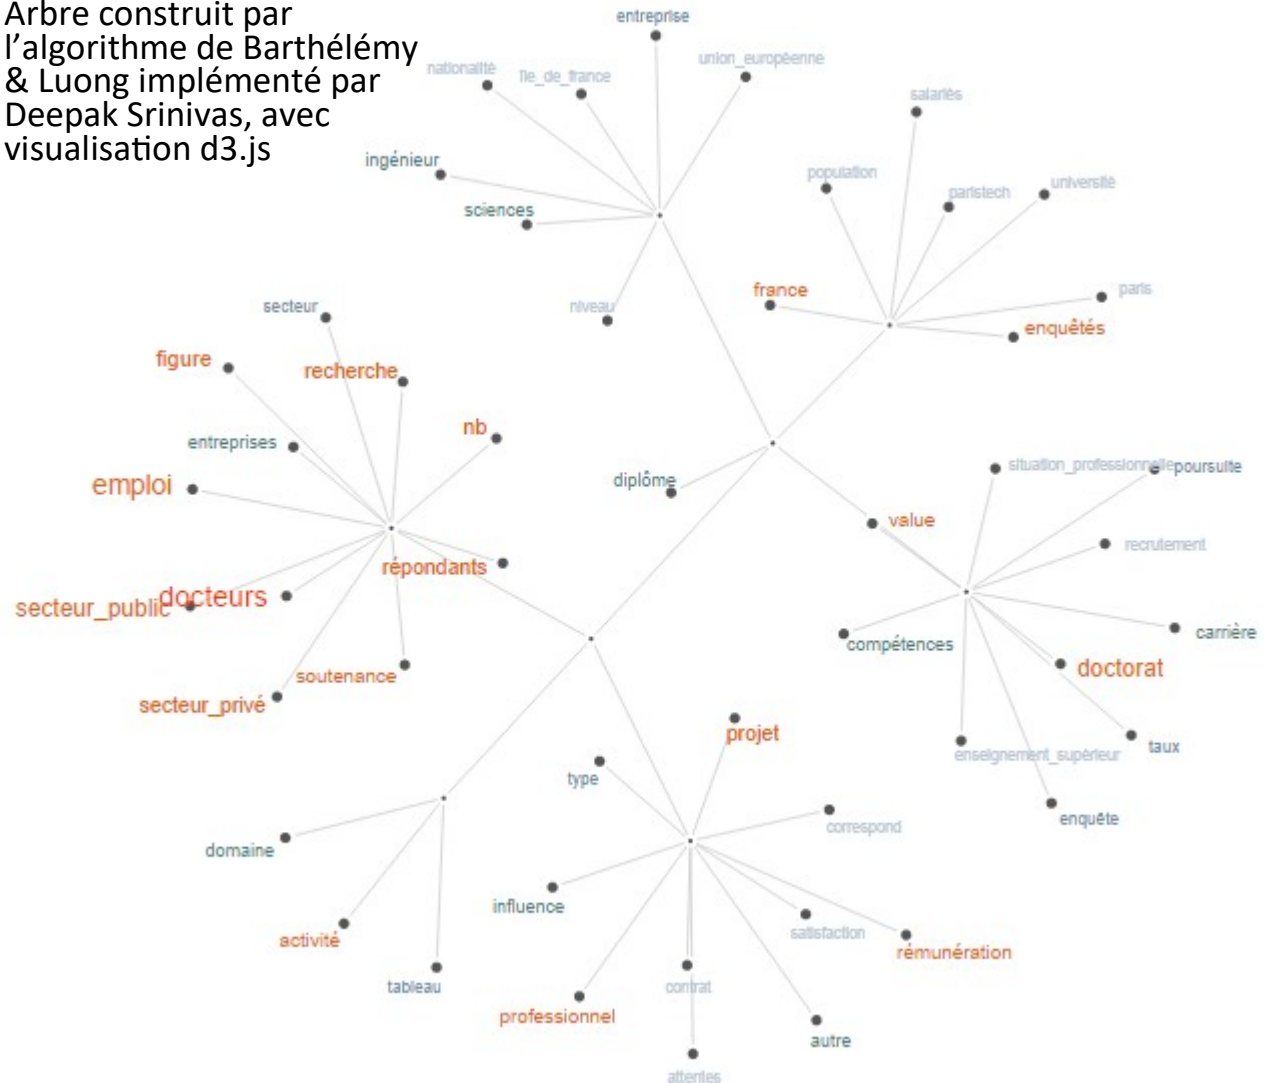 Arbre construit par
l’algorithme de Barthélémy
& Luong implémenté par
Deepak Srinivas, avec
visualisation d3.js
entreprise
union_européenne
nationalité
île_de_france
salariés
ingénieur
population
paristech
université
sciences
france
paris
niveau
enquêtés
secteur
figure
recherche
nb
entreprises
emploi
diplôme
situation_professionnelle
poursuite
value
recrutement
répondants
docteurs
secteur_public
compétences
carrière
doctorat
soutenance
secteur_privé
projet
taux
enseignement_supérieur
type
enquête
correspond
domaine
influence
satisfaction
activité
rémunération
tableau
contrat
professionnel
autre
attentes